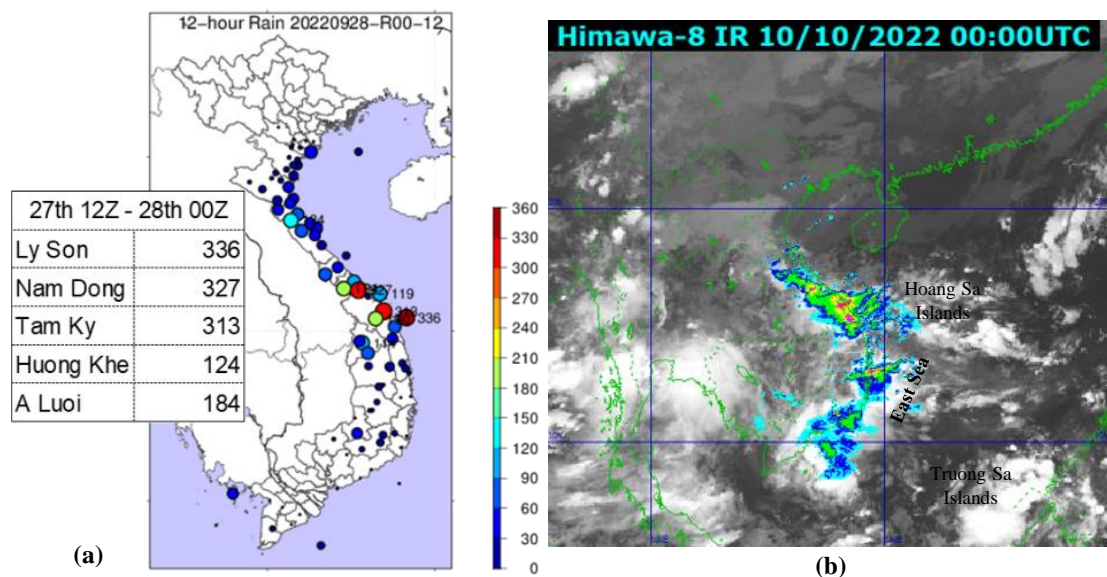 12-hour Rain 20220928-R00-12
27th 12Z - 28th 00Z
Ly Son 336
Nam Dong 327
Tam Ky 313
Huong Khe 124
A Luoi 184
119
336
360
330
300
270
240
210
180
150
120
90
60
30
0
(a)
Himawa-8 IR 10/10/2022 00:00UTC
Hoang Sa
Islands
East Sea
Truong Sa
Islands
(b)